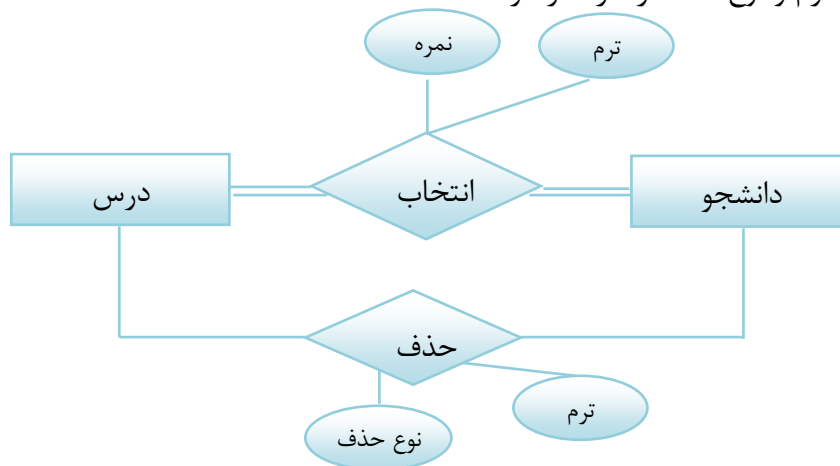 نمره
ترم
درس
انتخاب
دانشجو
حذف
ترم
نوع حذف